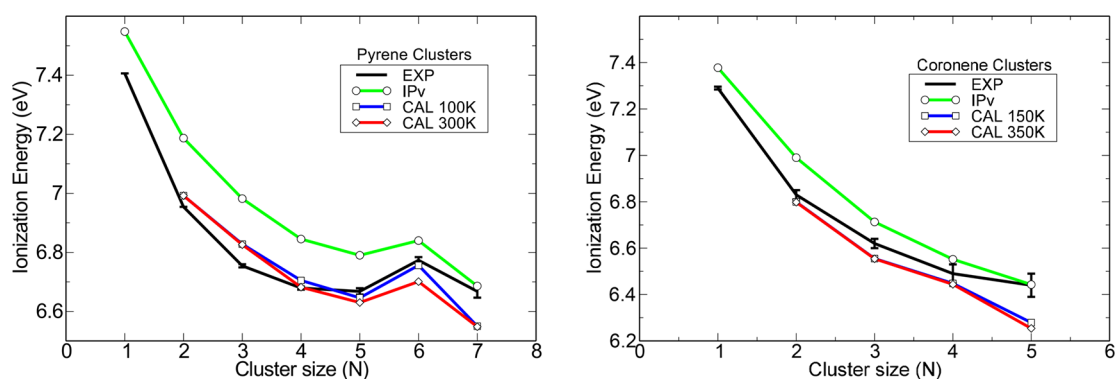 7.4
7.2
7
6.8
6.6
Ionization Energy (eV)
Pyrene Clusters
EXP
IPv
CAL 100K
CAL 300K
0 1 2 3 4 5 6 7 8
Cluster size (N)
7.4
7.2
7
6.8
6.6
6.4
6.2
Ionization Energy (eV)
Coronene Clusters
EXP
IPv
CAL 150K
CAL 350K
0 1 2 3 4 5 6
Cluster size (N)